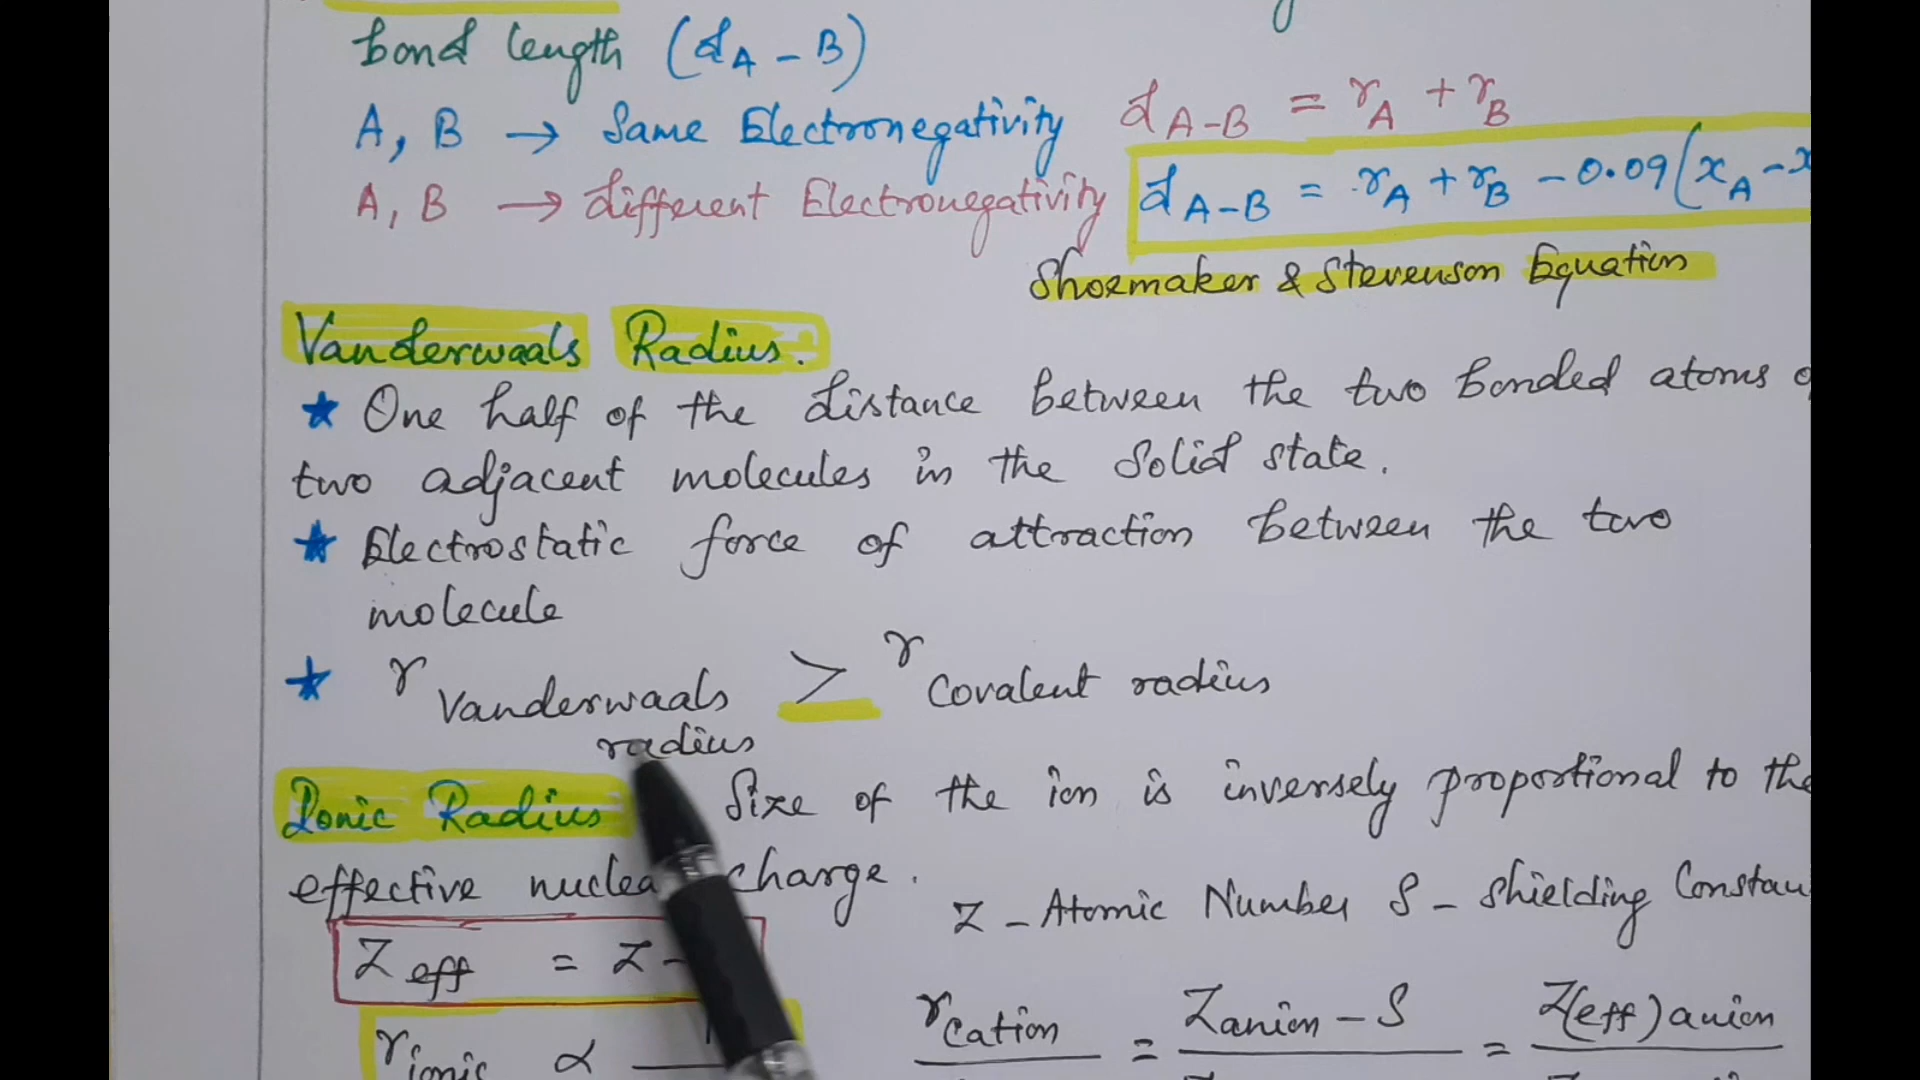 bond length (dA-B)
A, B → Same Electronegativity dA-B = rA + rB
A, B → different Electronegativity dA-B = rA + rB - 0.09(xA -
Shoemaker & Stevenson Equation
Vanderwaals Radius.
★ One half of the distance between the two bonded atoms
two adjacent molecules in the Solid state.
★ Electrostatic force of attraction between the two
molecule
★ r Vanderwaals radius > r Covalent radius
Ionic Radius Size of the ion is inversely proportional to the
effective nuclea charge.
Z - Atomic Number S - Shielding
Zeff = Z -
rionic ∝
rCation = Zanion - S = Z(eff) anion